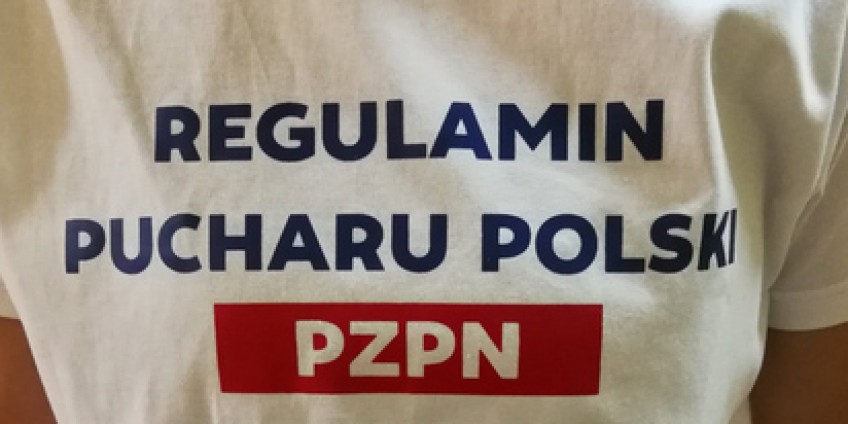 REGULAMIN
PUCHARU POLSKI
PZPN